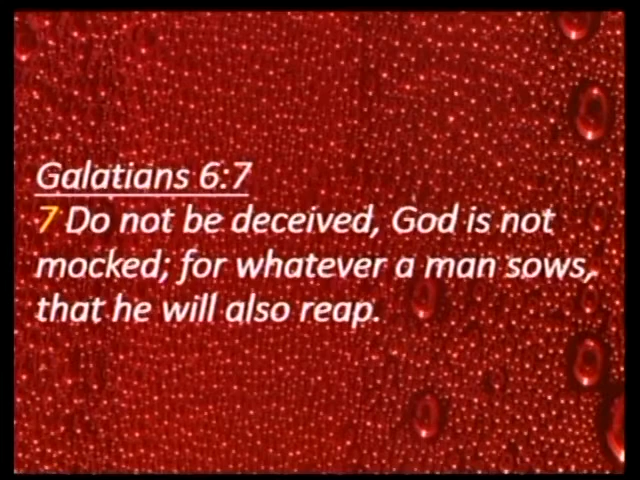 Galatians 6:7
7 Do not be deceived, God is not
mocked; for whatever a man sows,
that he will also reap.